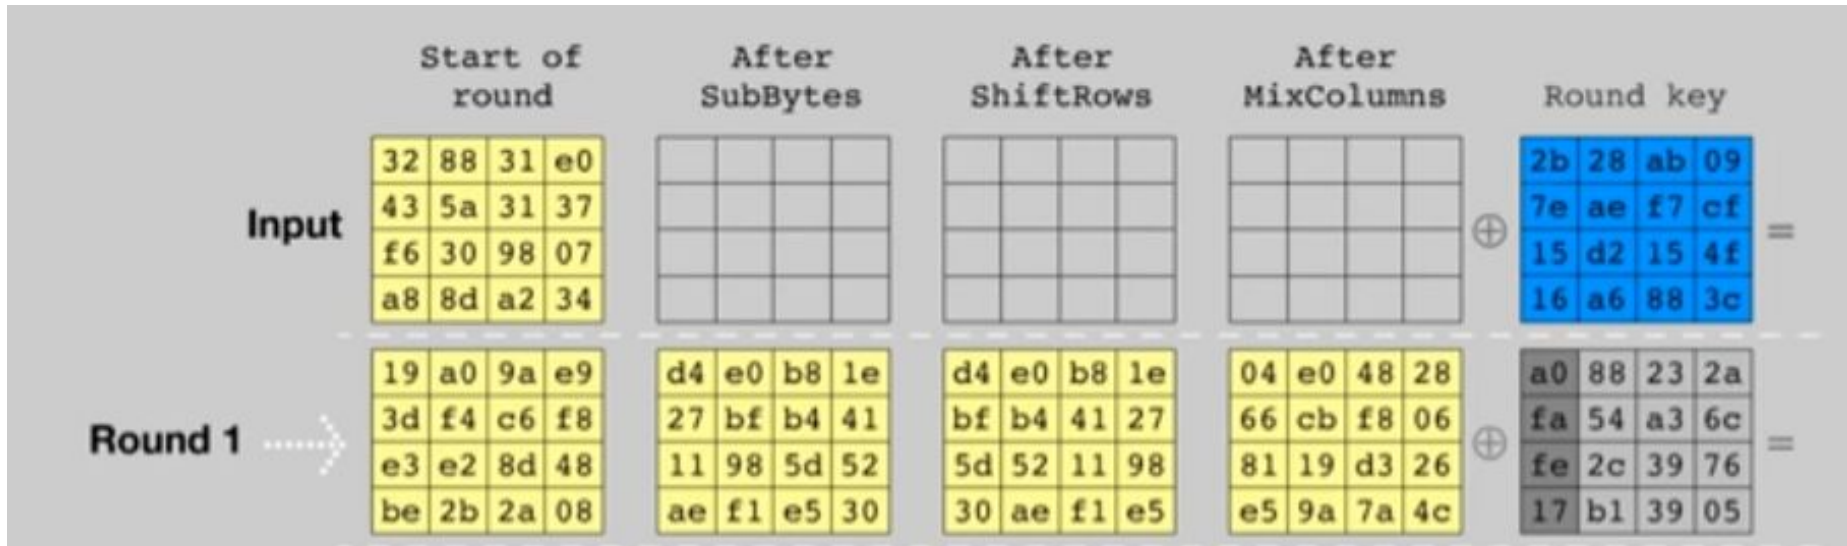 Start of round After SubBytes After ShiftRows After MixColumns Round key
32 88 31 e0 2b 28 ab 09
43 5a 31 37 7e ae f7 cf
Input ⊕ =
f6 30 98 07 15 d2 15 4f
a8 8d a2 34 16 a6 88 3c
19 a0 9a e9 d4 e0 b8 1e d4 e0 b8 1e 04 e0 48 28 a0 88 23 2a
3d f4 c6 f8 27 bf b4 41 bf b4 41 27 66 cb f8 06 fa 54 a3 6c
Round 1 ⊕ =
e3 e2 8d 48 11 98 5d 52 5d 52 11 98 81 19 d3 26 fe 2c 39 76
be 2b 2a 08 ae f1 e5 30 30 ae f1 e5 e5 9a 7a 4c 17 b1 39 05